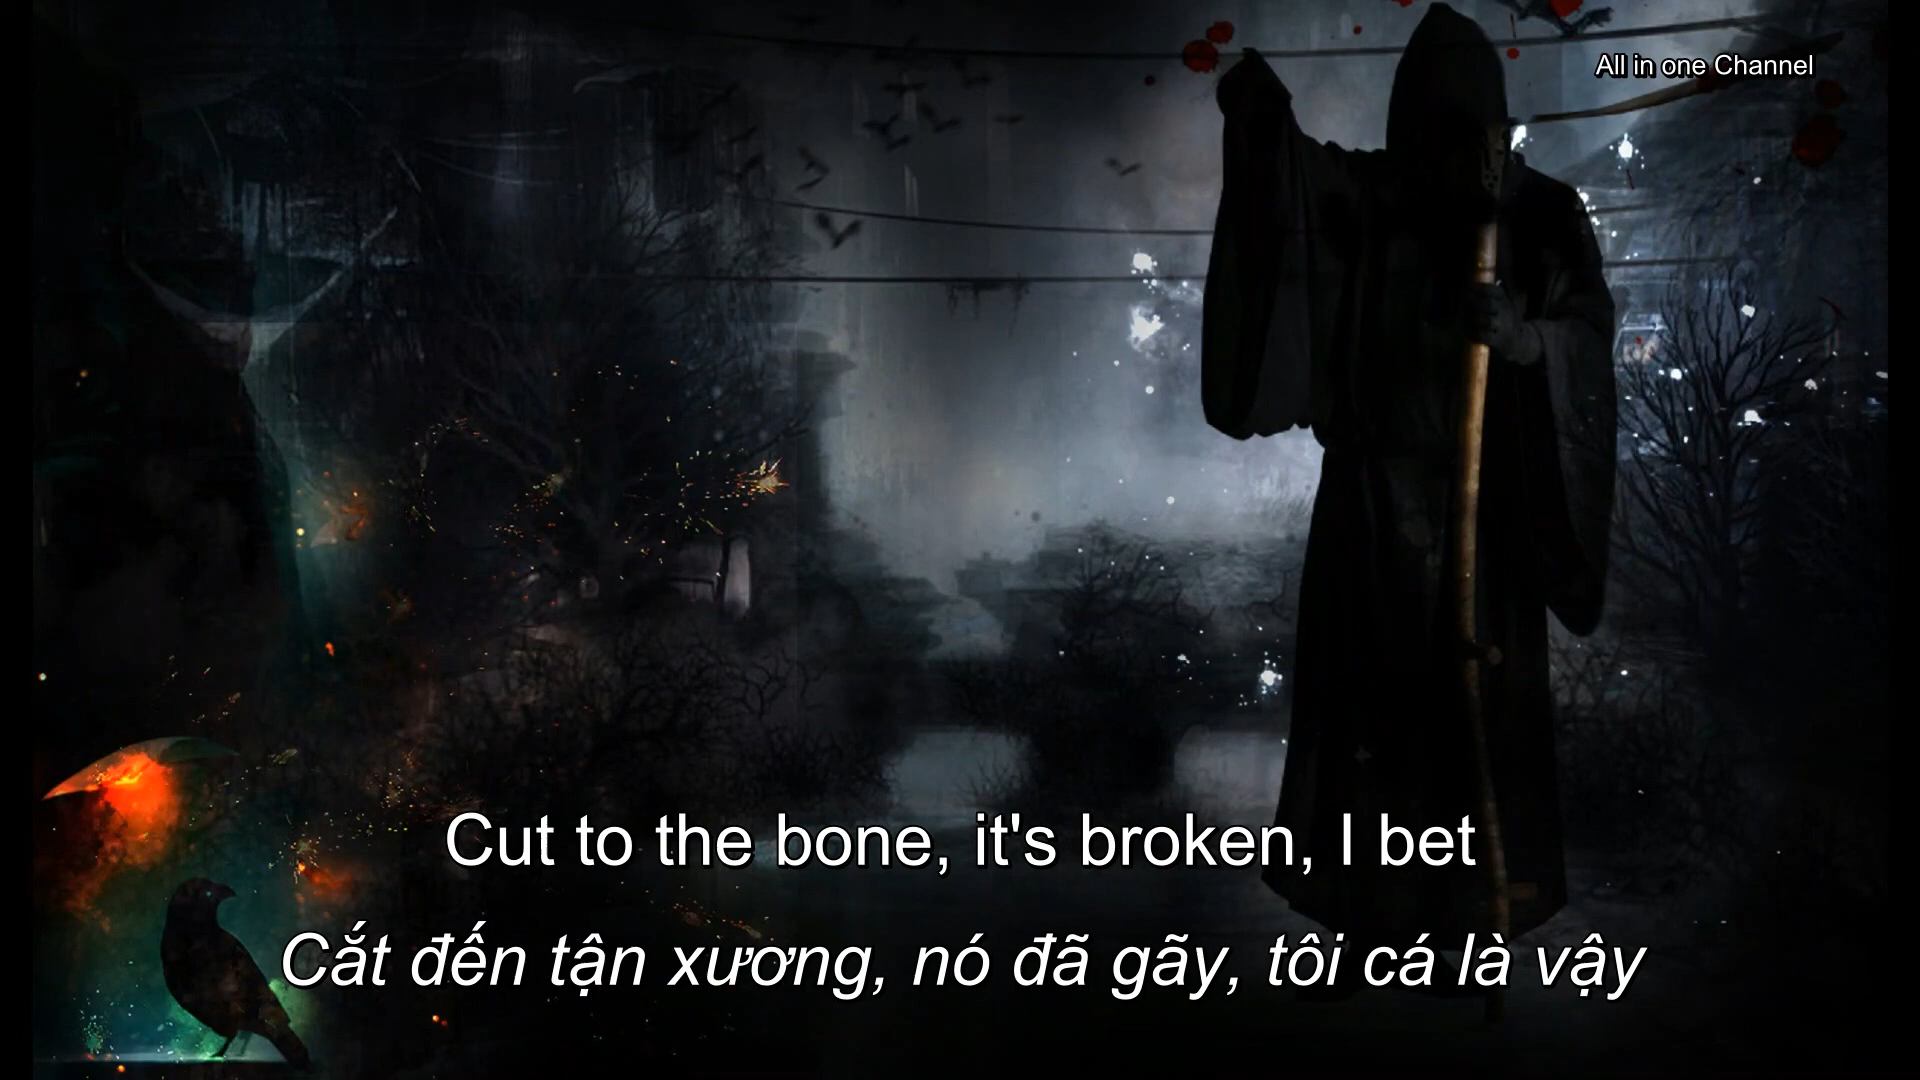 All in one Channel
Cut to the bone, it's broken, I bet
Cắt đến tận xương, nó đã gãy, tôi cá là vậy